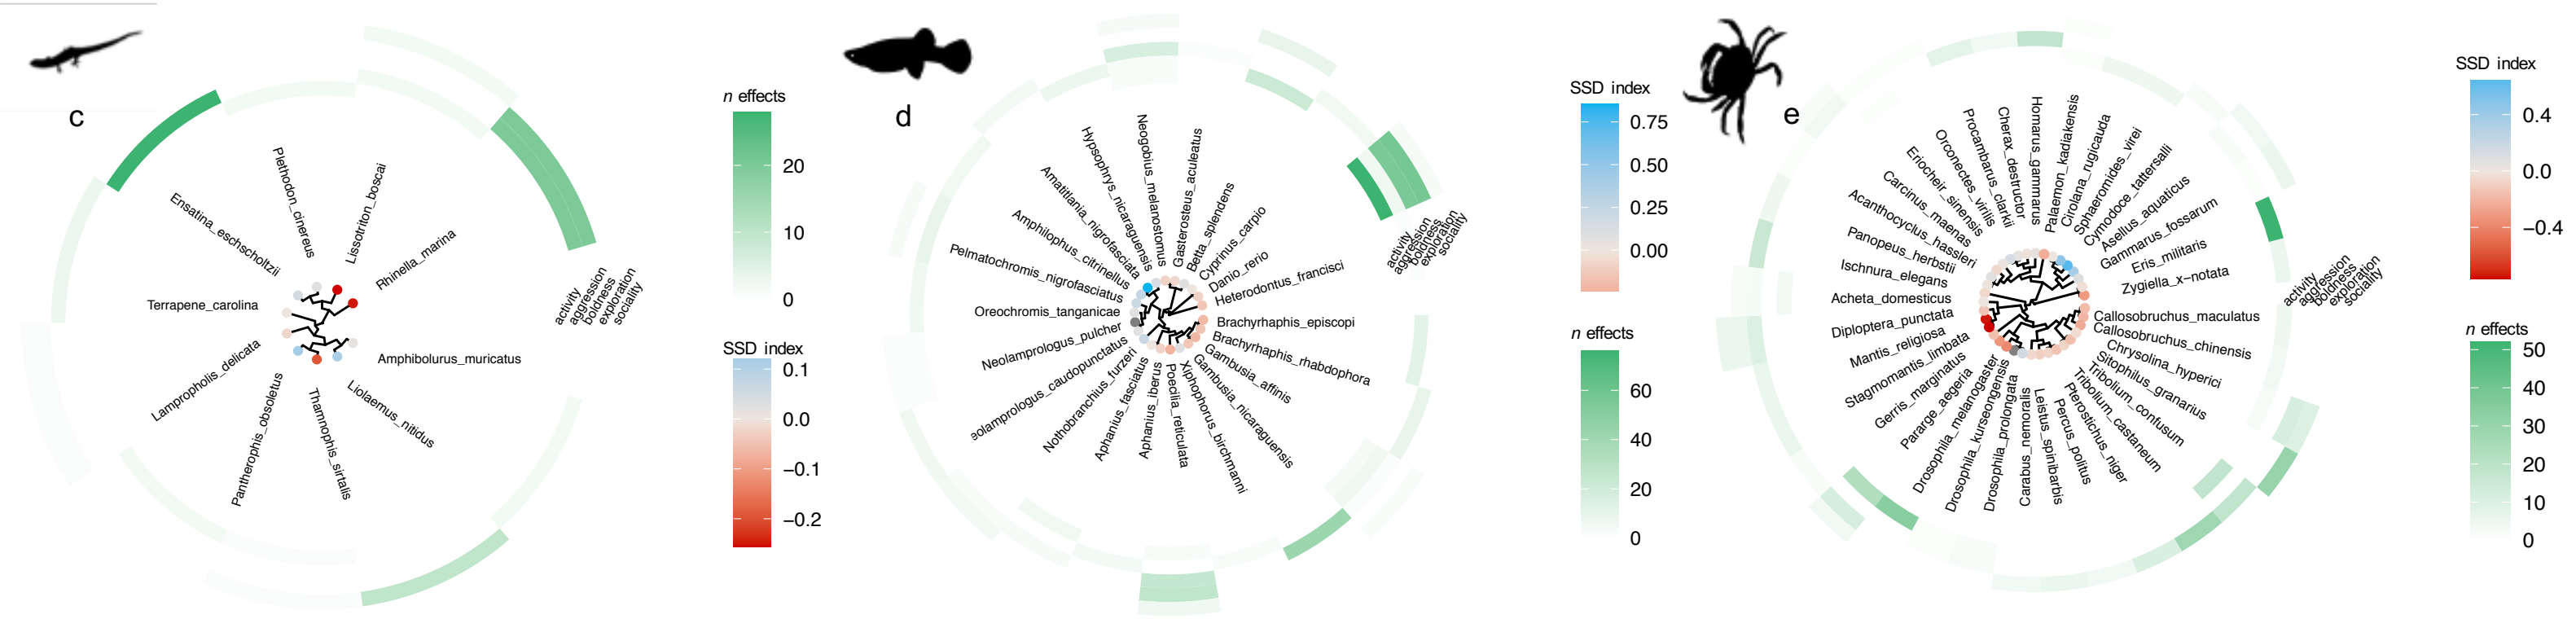 c
Plethodon_cinereus
Lissotriton_boscai
Rhinella_marina
Ensatina_eschscholtzii
Terrapene_carolina
Lampropholis_delicata
Pantherophis_obsoletus
Thamnophis_sirtalis
Liolaemus_nitidus
Amphibolurus_muricatus
activity
aggression
boldness
exploration
sociality
n effects
20
10
0
SSD index
0.1
0.0
−0.1
−0.2
d
Neogobius_melanostomus
Gasterosteus_aculeatus
Betta_splendens
Cyprinus_carpio
Danio_rerio
Heterodontus_francisci
Brachyrhaphis_episcopi
Brachyrhaphis_rhabdophora
Gambusia_affinis
Gambusia_nicaraguensis
Xiphophorus_birchmanni
Poecilia_reticulata
Aphanius_iberus
Aphanius_fasciatus
Nothobranchius_furzeri
eolamprologus_caudopunctatus
Neolamprologus_pulcher
Oreochromis_tanganicae
Pelmatochromis_nigrofasciatus
Amphilophus_citrinellus
Amatitlania_nigrofasciata
Hypsophrys_nicaraguensis
activity
aggression
boldness
exploration
sociality
SSD index
0.75
0.50
0.25
0.00
n effects
60
40
20
0
e
Homarus_gammarus
Palaemon_kadiakensis
Cirolana_rugicauda
Sphaeromides_virei
Cymodoce_tattersalli
Asellus_aquaticus
Gammarus_fossarum
Eris_militaris
Zygiella_x−notata
Callosobruchus_maculatus
Callosobruchus_chinensis
Chrysolina_hyperici
Sitophilus_granarius
Tribolium_confusum
Tribolium_castaneum
Pterostichus_niger
Percus_politus
Leistus_spinibarbis
Carabus_nemoralis
Drosophila_prolongata
Drosophila_kurseongensis
Drosophila_melanogaster
Pararge_aegeria
Gerris_marginatus
Stagmomantis_limbata
Mantis_religiosa
Diploptera_punctata
Acheta_domesticus
Ischnura_elegans
Panopeus_herbstii
Acanthocyclus_hassleri
Carcinus_maenas
Eriocheir_sinensis
Orconectes_virilis
Procambarus_clarkii
Cherax_destructor
activity
aggression
boldness
exploration
sociality
SSD index
0.4
0.0
−0.4
n effects
50
40
30
20
10
0